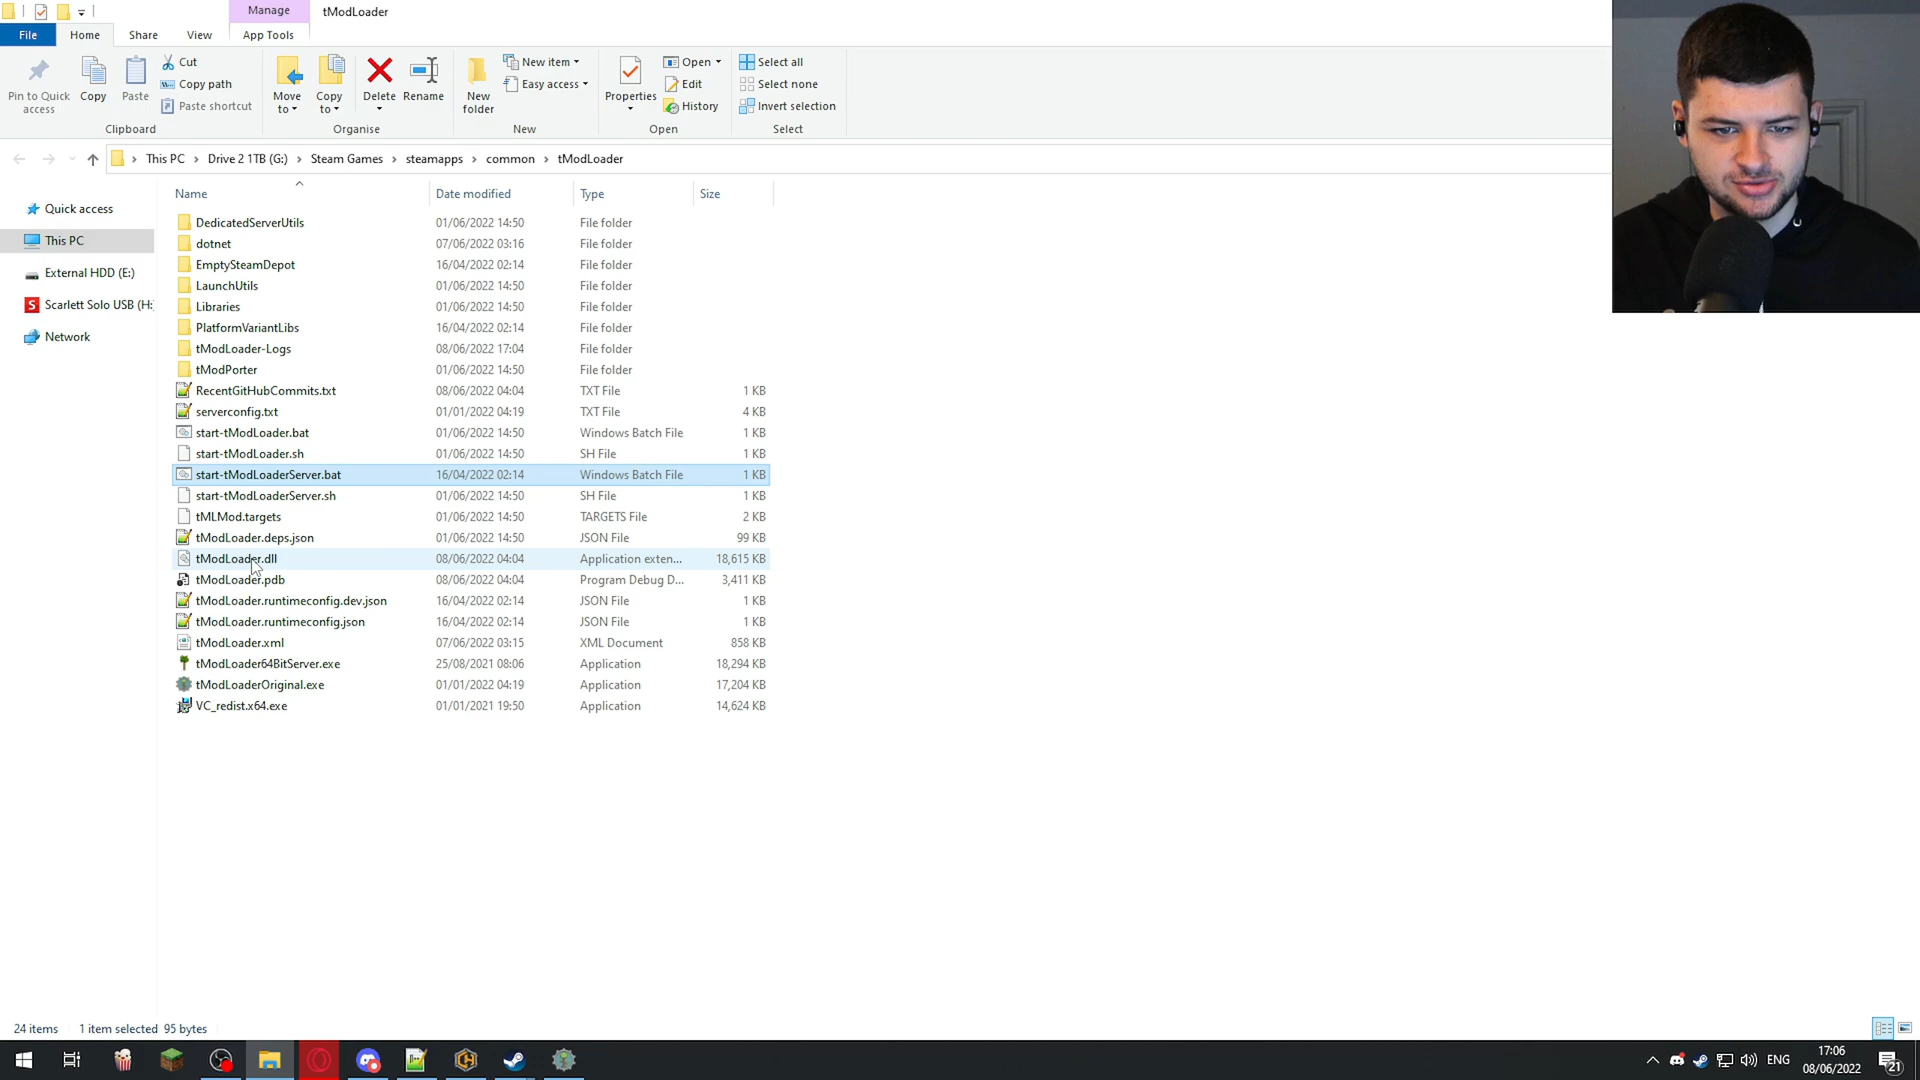 Manage
tModLoader
File
Home
Share
View
App Tools
Pin to Quick access
Copy
Paste
Cut
Copy path
Paste shortcut
Clipboard
Move to
Copy to
Delete
Rename
Organise
New folder
New item
Easy access
New
Properties
Open
Edit
History
Open
Select all
Select none
Invert selection
Select
This PC
Drive 2 1TB (G:)
Steam Games
steamapps
common
tModLoader
Quick access
This PC
External HDD (E:)
Scarlett Solo USB (H:
Network
Name Date modified Type Size
DedicatedServerUtils 01/06/2022 14:50 File folder
dotnet 07/06/2022 03:16 File folder
EmptySteamDepot 16/04/2022 02:14 File folder
LaunchUtils 01/06/2022 14:50 File folder
Libraries 01/06/2022 14:50 File folder
PlatformVariantLibs 16/04/2022 02:14 File folder
tModLoader-Logs 08/06/2022 17:04 File folder
tModPorter 01/06/2022 14:50 File folder
RecentGitHubCommits.txt 08/06/2022 04:04 TXT File 1 KB
serverconfig.txt 01/01/2022 04:19 TXT File 4 KB
start-tModLoader.bat 01/06/2022 14:50 Windows Batch File 1 KB
start-tModLoader.sh 01/06/2022 14:50 SH File 1 KB
start-tModLoaderServer.bat 16/04/2022 02:14 Windows Batch File 1 KB
start-tModLoaderServer.sh 01/06/2022 14:50 SH File 1 KB
tMLMod.targets 01/06/2022 14:50 TARGETS File 2 KB
tModLoader.deps.json 01/06/2022 14:50 JSON File 99 KB
tModLoader.dll 08/06/2022 04:04 Application exten... 18,615 KB
tModLoader.pdb 08/06/2022 04:04 Program Debug D... 3,411 KB
tModLoader.runtimeconfig.dev.json 16/04/2022 02:14 JSON File 1 KB
tModLoader.runtimeconfig.json 16/04/2022 02:14 JSON File 1 KB
tModLoader.xml 07/06/2022 03:15 XML Document 858 KB
tModLoader64BitServer.exe 25/08/2021 08:06 Application 18,294 KB
tModLoaderOriginal.exe 01/01/2022 04:19 Application 17,204 KB
VC_redist.x64.exe 01/01/2021 19:50 Application 14,624 KB
24 items 1 item selected 95 bytes
ENG
17:06
08/06/2022
21